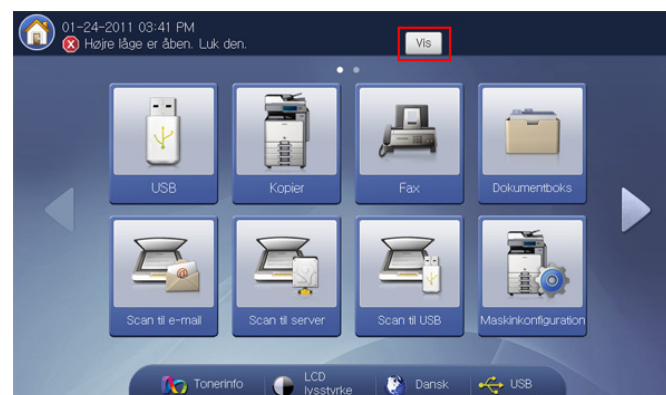 01-24-2011 03:41 PM
Højre låge er åben. Luk den.
Vis
USB
Kopier
Fax
Dokumentboks
Scan til e-mail
Scan til server
Scan til USB
Maskinkonfiguration
Tonerinfo
LCD
lysstyrke
Dansk
USB